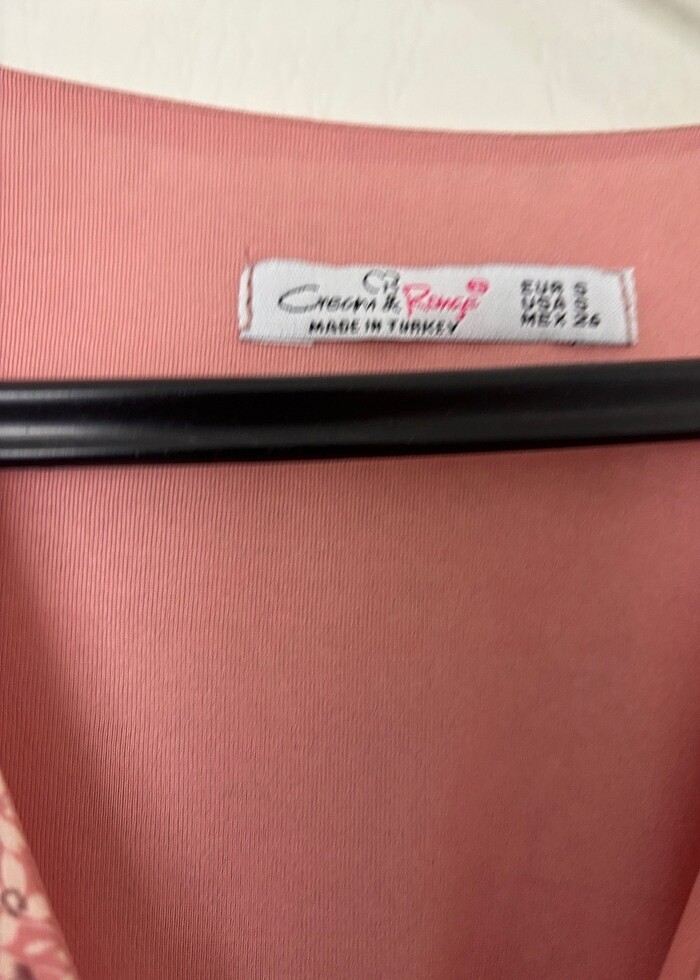 Cream & Rouge
MADE IN TURKEY
EUR S
USA S
MEX 26